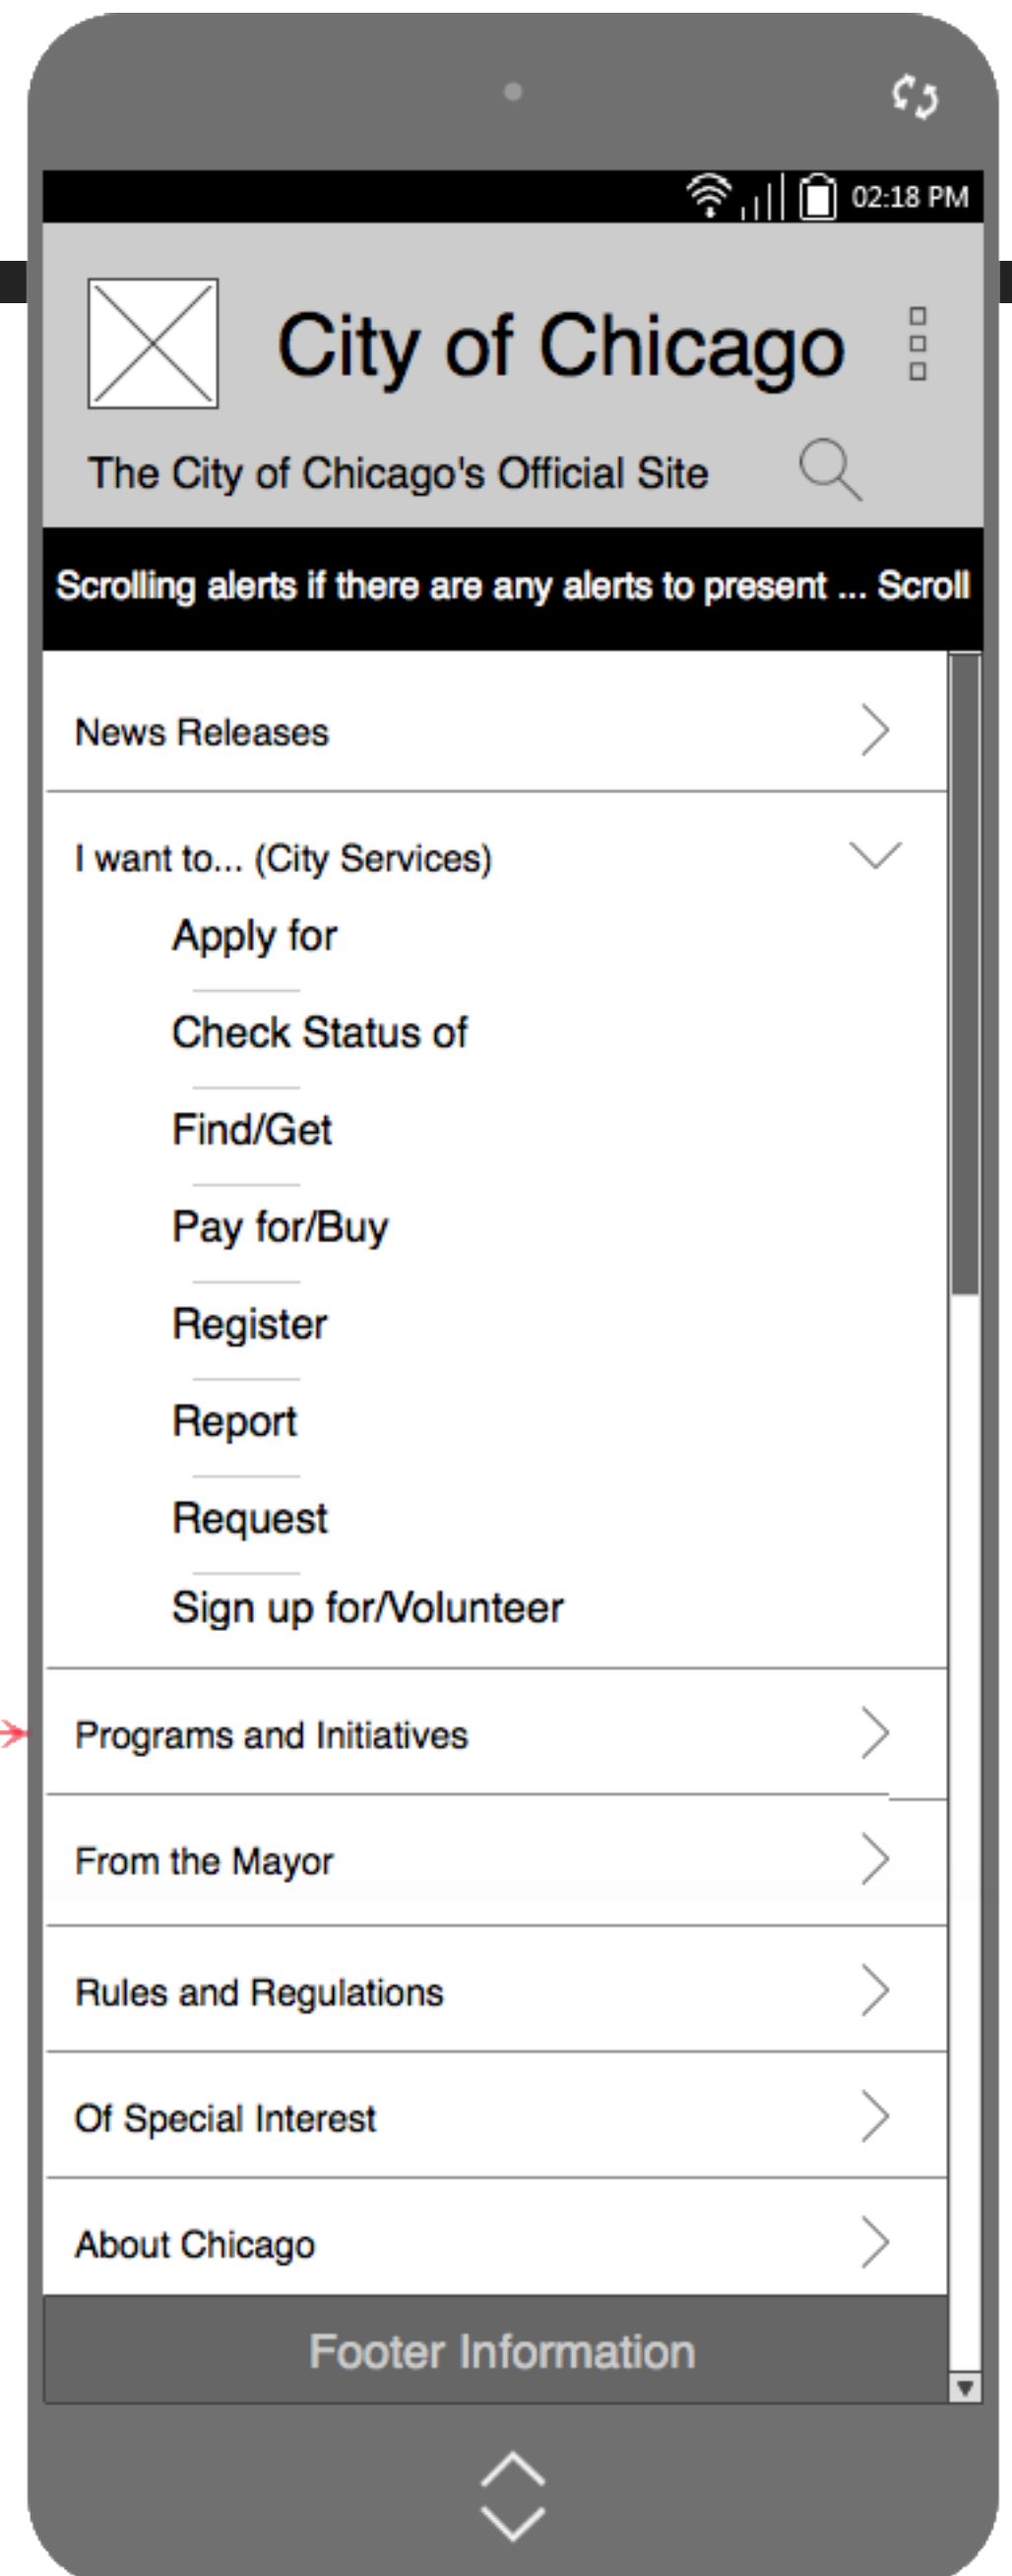 02:18 PM
City of Chicago
The City of Chicago's Official Site
Scrolling alerts if there are any alerts to present ... Scroll
News Releases
I want to... (City Services)
Apply for
Check Status of
Find/Get
Pay for/Buy
Register
Report
Request
Sign up for/Volunteer
Programs and Initiatives
From the Mayor
Rules and Regulations
Of Special Interest
About Chicago
Footer Information